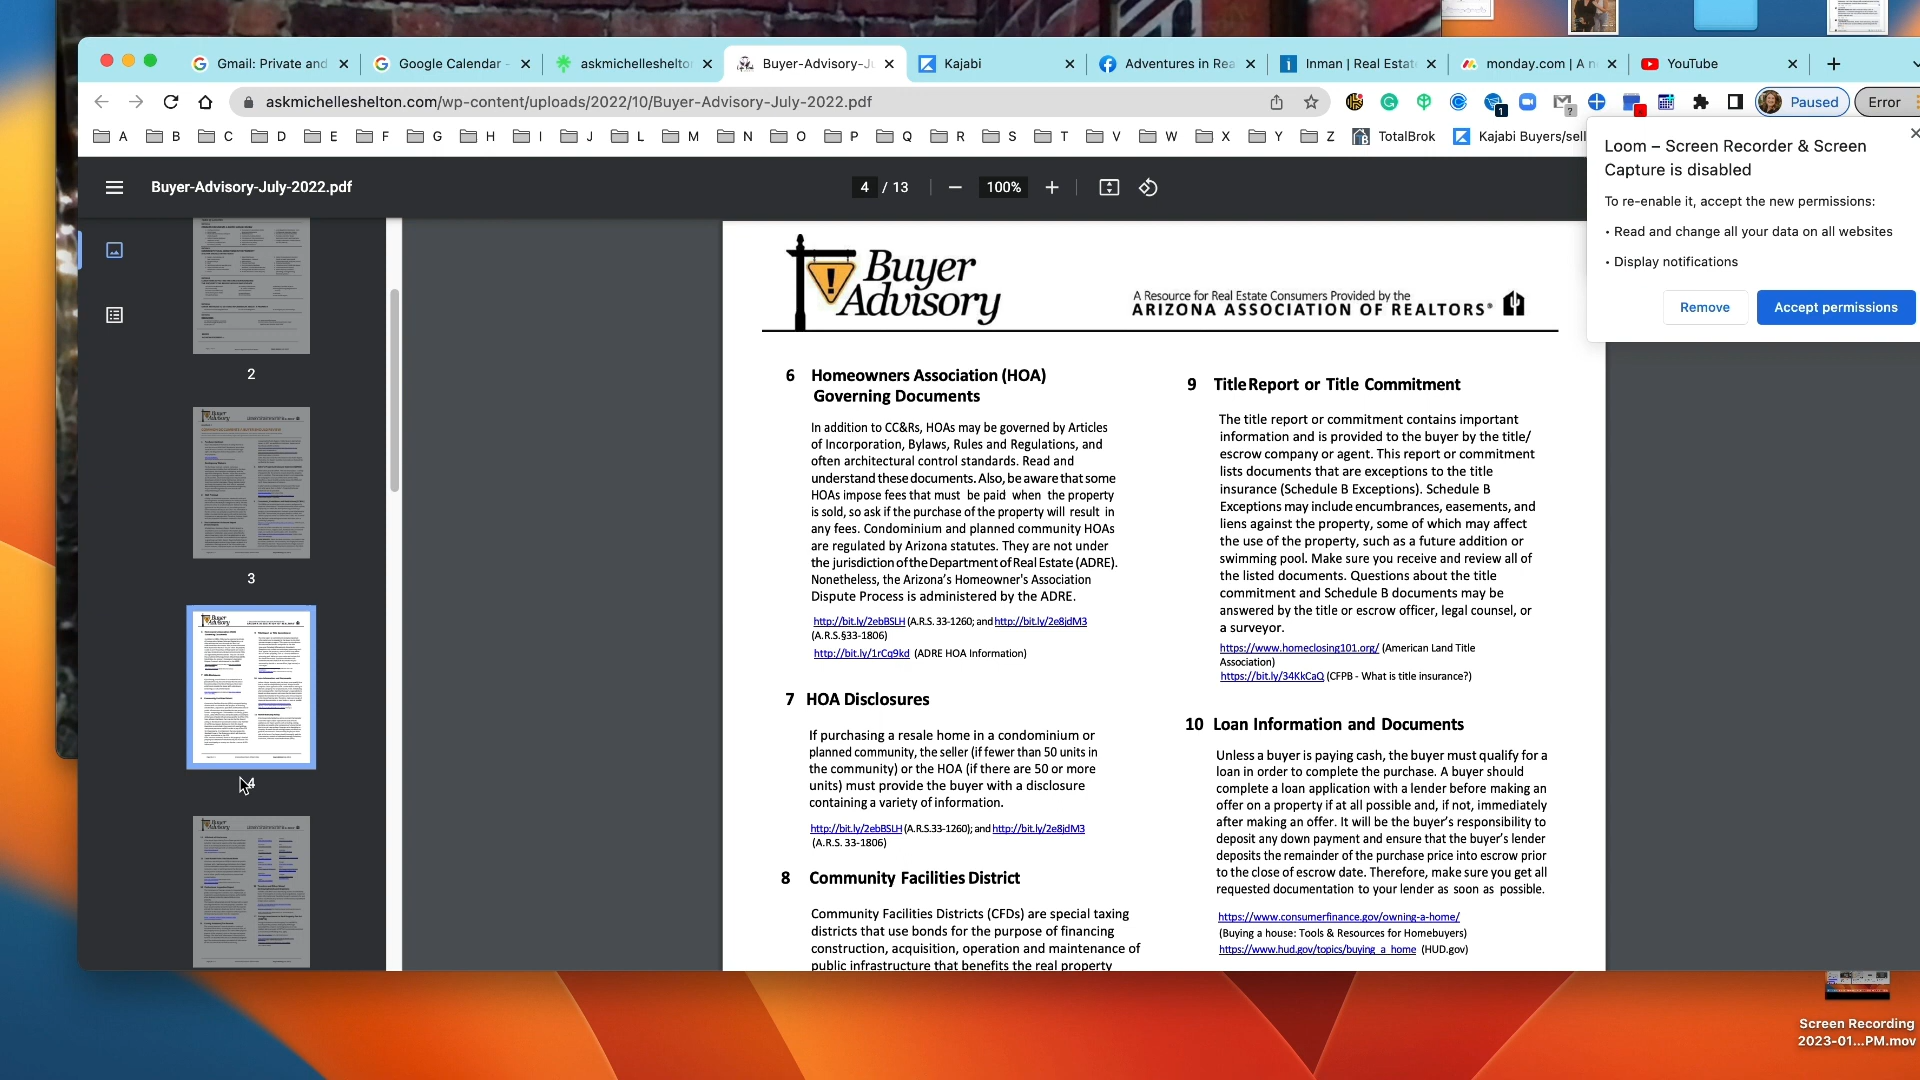 Gmail: Private and
Google Calendar -
askmichelleshelto
Buyer-Advisory-Ju
Kajabi
Adventures in Rea
Inman | Real Estat
monday.com | A n
YouTube
askmichelleshelton.com/wp-content/uploads/2022/10/Buyer-Advisory-July-2022.pdf
1
?
Paused
Error
A B C D E F G H I J L M N O P Q R S T V W X Y Z TotalBrok Kajabi Buyers/sell
Loom – Screen Recorder & Screen
Capture is disabled
To re-enable it, accept the new permissions:
• Read and change all your data on all websites
• Display notifications
Remove
Accept permissions
Buyer-Advisory-July-2022.pdf
4 / 13
100%
2
3
4
Buyer
Advisory
A Resource for Real Estate Consumers Provided by the
ARIZONA ASSOCIATION OF REALTORS®
6 Homeowners Association (HOA)
Governing Documents
In addition to CC&Rs, HOAs may be governed by Articles
of Incorporation, Bylaws, Rules and Regulations, and
often architectural control standards. Read and
understand these documents. Also, be aware that some
HOAs impose fees that must be paid when the property
is sold, so ask if the purchase of the property will result in
any fees. Condominium and planned community HOAs
are regulated by Arizona statutes. They are not under
the jurisdiction of the Department of Real Estate (ADRE).
Nonetheless, the Arizona's Homeowner's Association
Dispute Process is administered by the ADRE.
http://bit.ly/2ebBSLH (A.R.S. 33-1260; and http://bit.ly/2e8jdM3
(A.R.S.§33-1806)
http://bit.ly/1rCq9kd (ADRE HOA Information)
7 HOA Disclosures
If purchasing a resale home in a condominium or
planned community, the seller (if fewer than 50 units in
the community) or the HOA (if there are 50 or more
units) must provide the buyer with a disclosure
containing a variety of information.
http://bit.ly/2ebBSLH (A.R.S.33-1260); and http://bit.ly/2e8jdM3
(A.R.S. 33-1806)
8 Community Facilities District
Community Facilities Districts (CFDs) are special taxing
districts that use bonds for the purpose of financing
construction, acquisition, operation and maintenance of
public infrastructure that benefits the real property
9 Title Report or Title Commitment
The title report or commitment contains important
information and is provided to the buyer by the title/
escrow company or agent. This report or commitment
lists documents that are exceptions to the title
insurance (Schedule B Exceptions). Schedule B
Exceptions may include encumbrances, easements, and
liens against the property, some of which may affect
the use of the property, such as a future addition or
swimming pool. Make sure you receive and review all of
the listed documents. Questions about the title
commitment and Schedule B documents may be
answered by the title or escrow officer, legal counsel, or
a surveyor.
https://www.homeclosing101.org/ (American Land Title
Association)
https://bit.ly/34KkCaQ (CFPB - What is title insurance?)
10 Loan Information and Documents
Unless a buyer is paying cash, the buyer must qualify for a
loan in order to complete the purchase. A buyer should
complete a loan application with a lender before making an
offer on a property if at all possible and, if not, immediately
after making an offer. It will be the buyer's responsibility to
deposit any down payment and ensure that the buyer's lender
deposits the remainder of the purchase price into escrow prior
to the close of escrow date. Therefore, make sure you get all
requested documentation to your lender as soon as possible.
https://www.consumerfinance.gov/owning-a-home/
(Buying a house: Tools & Resources for Homebuyers)
https://www.hud.gov/topics/buying_a_home (HUD.gov)
Screen Recording
2023-01...PM.mov